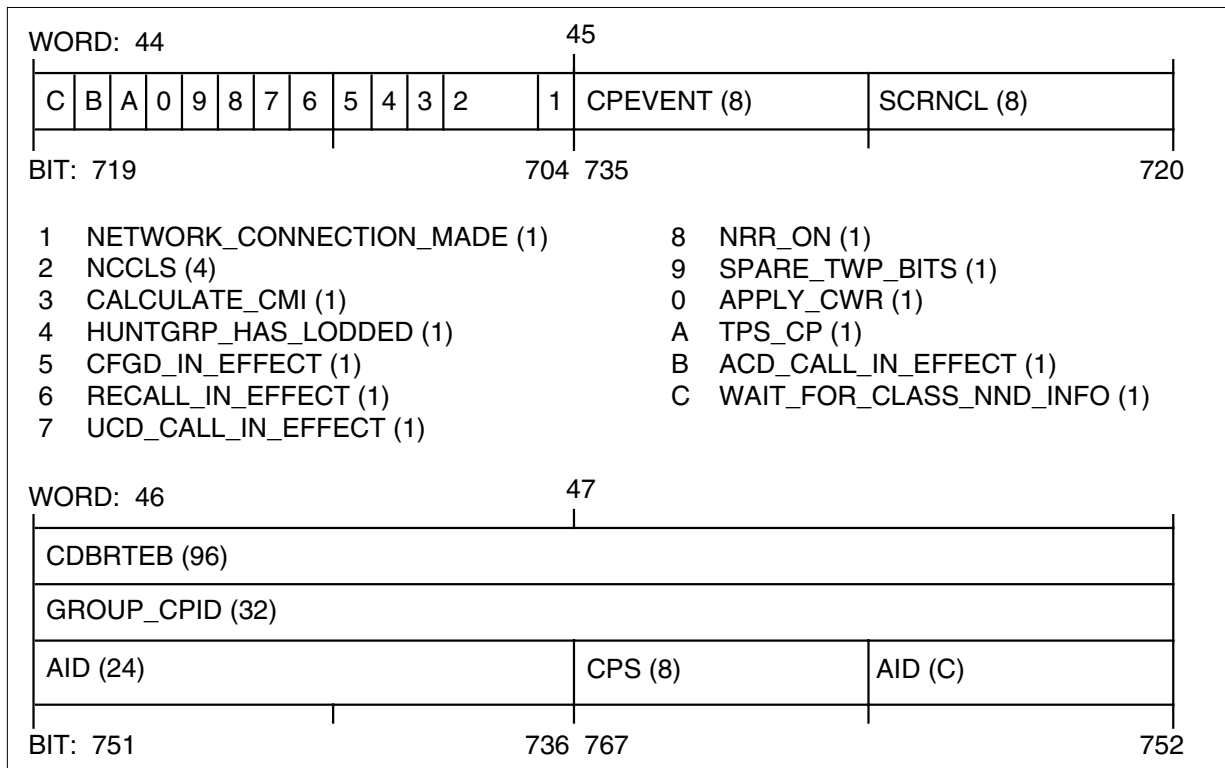 WORD: 44 45
C B A 0 9 8 7 6 5 4 3 2 1 CPEVENT (8) SCRNCL (8)
BIT: 719 704 735 720
1 NETWORK_CONNECTION_MADE (1)
2 NCCLS (4)
3 CALCULATE_CMI (1)
4 HUNTGRP_HAS_LODDED (1)
5 CFGD_IN_EFFECT (1)
6 RECALL_IN_EFFECT (1)
7 UCD_CALL_IN_EFFECT (1)
8 NRR_ON (1)
9 SPARE_TWP_BITS (1)
0 APPLY_CWR (1)
A TPS_CP (1)
B ACD_CALL_IN_EFFECT (1)
C WAIT_FOR_CLASS_NND_INFO (1)
WORD: 46 47
CDBRTEB (96)
GROUP_CPID (32)
AID (24) CPS (8) AID (C)
BIT: 751 736 767 752